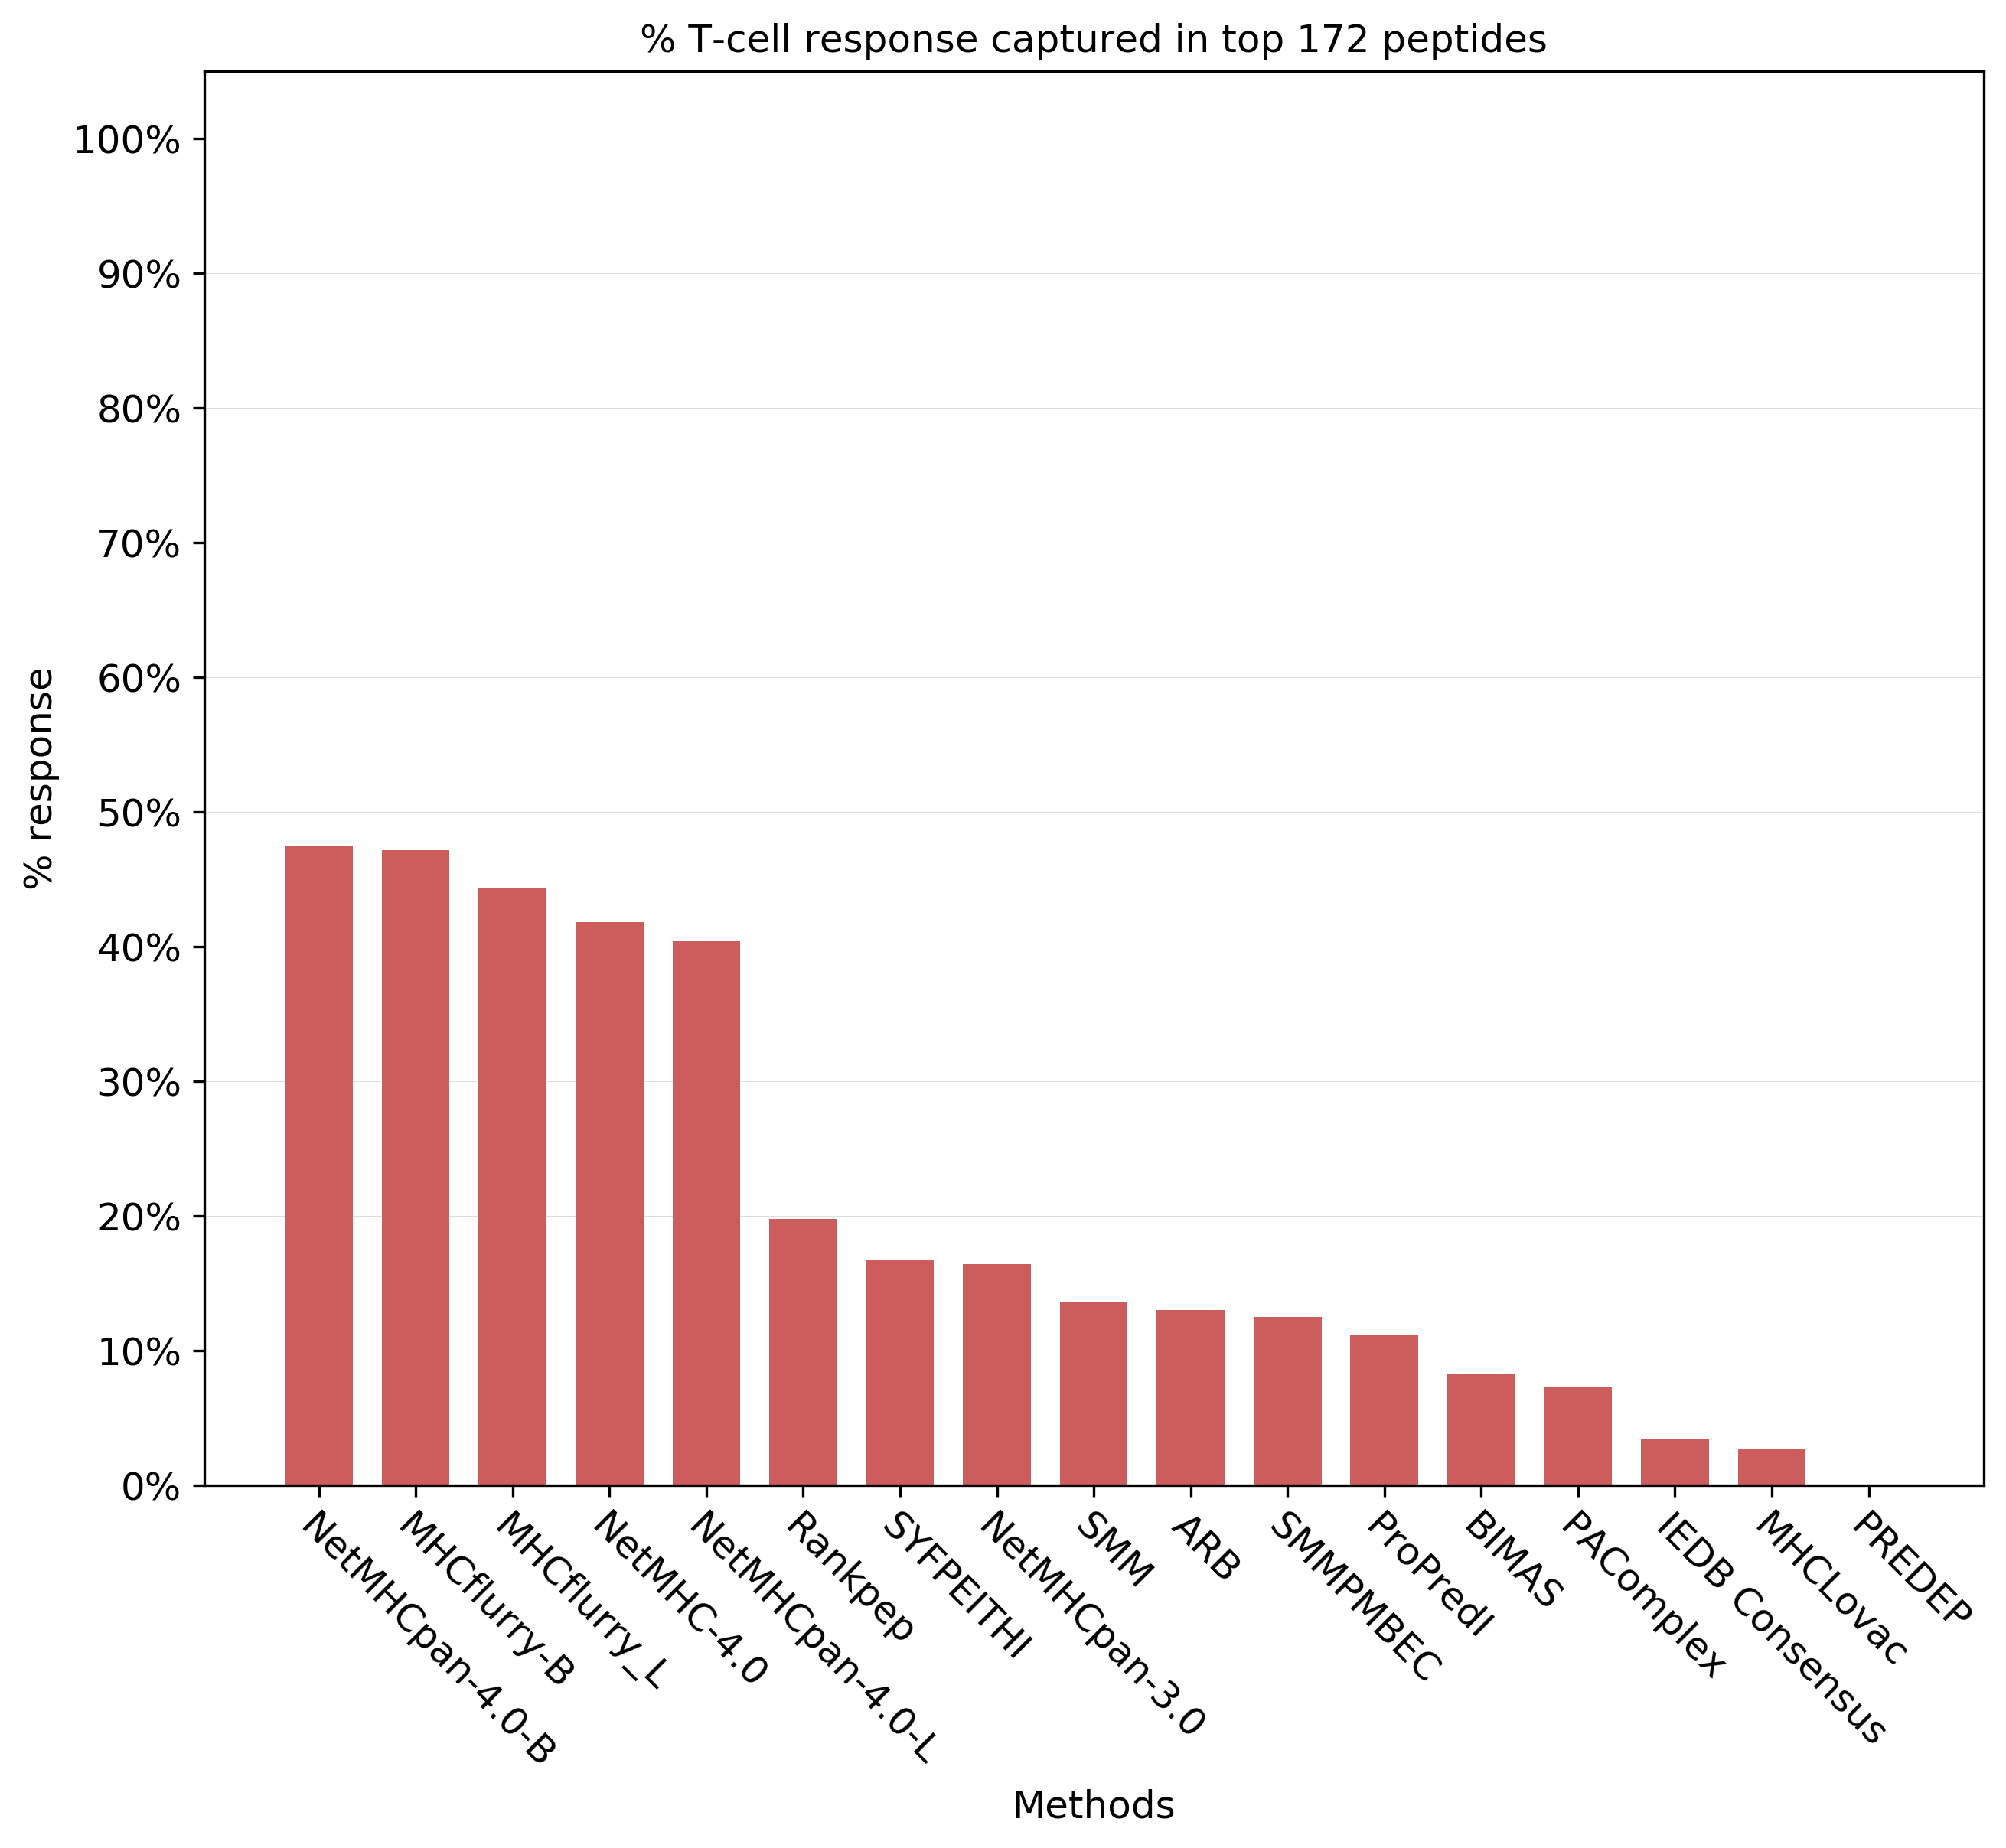 % T-cell response captured in top 172 peptides
100%
90%
80%
70%
60%
50%
40%
30%
20%
10%
0%
% response
NetMHCpan-4.0-B
MHCflurry-B
MHCflurry_L
NetMHC-4.0
NetMHCpan-4.0-L
Rankpep
SYFPEITHI
NetMHCpan-3.0
SMM
ARB
SMMPMBEC
ProPredI
BIMAS
PAComplex
IEDB Consensus
MHCLovac
PREDEP
Methods